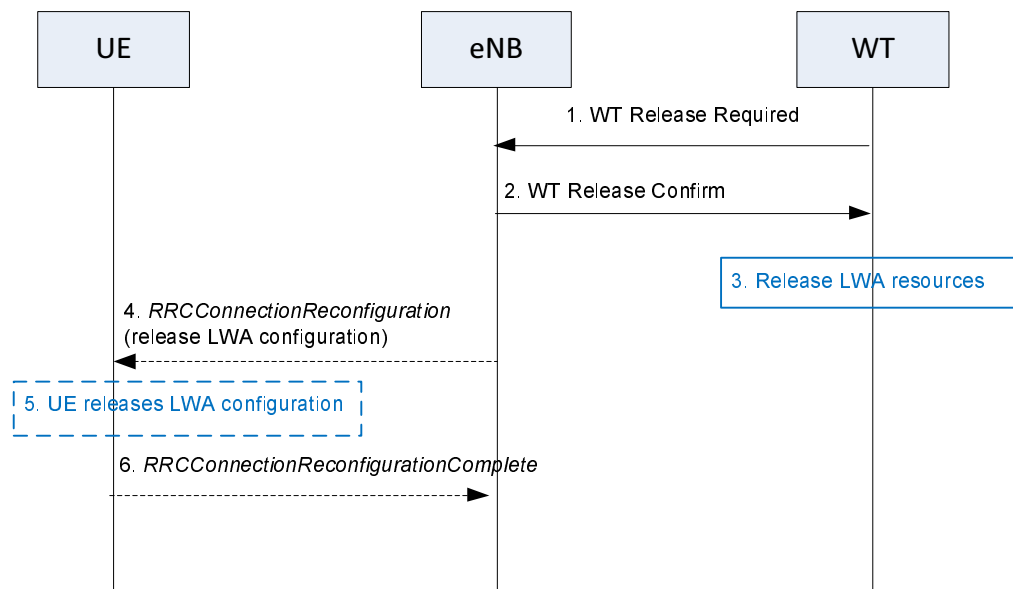 UE
eNB
WT
1. WT Release Required
2. WT Release Confirm
3. Release LWA resources
4. RRCConnectionReconfiguration
(release LWA configuration)
5. UE releases LWA configuration
6. RRCConnectionReconfigurationComplete